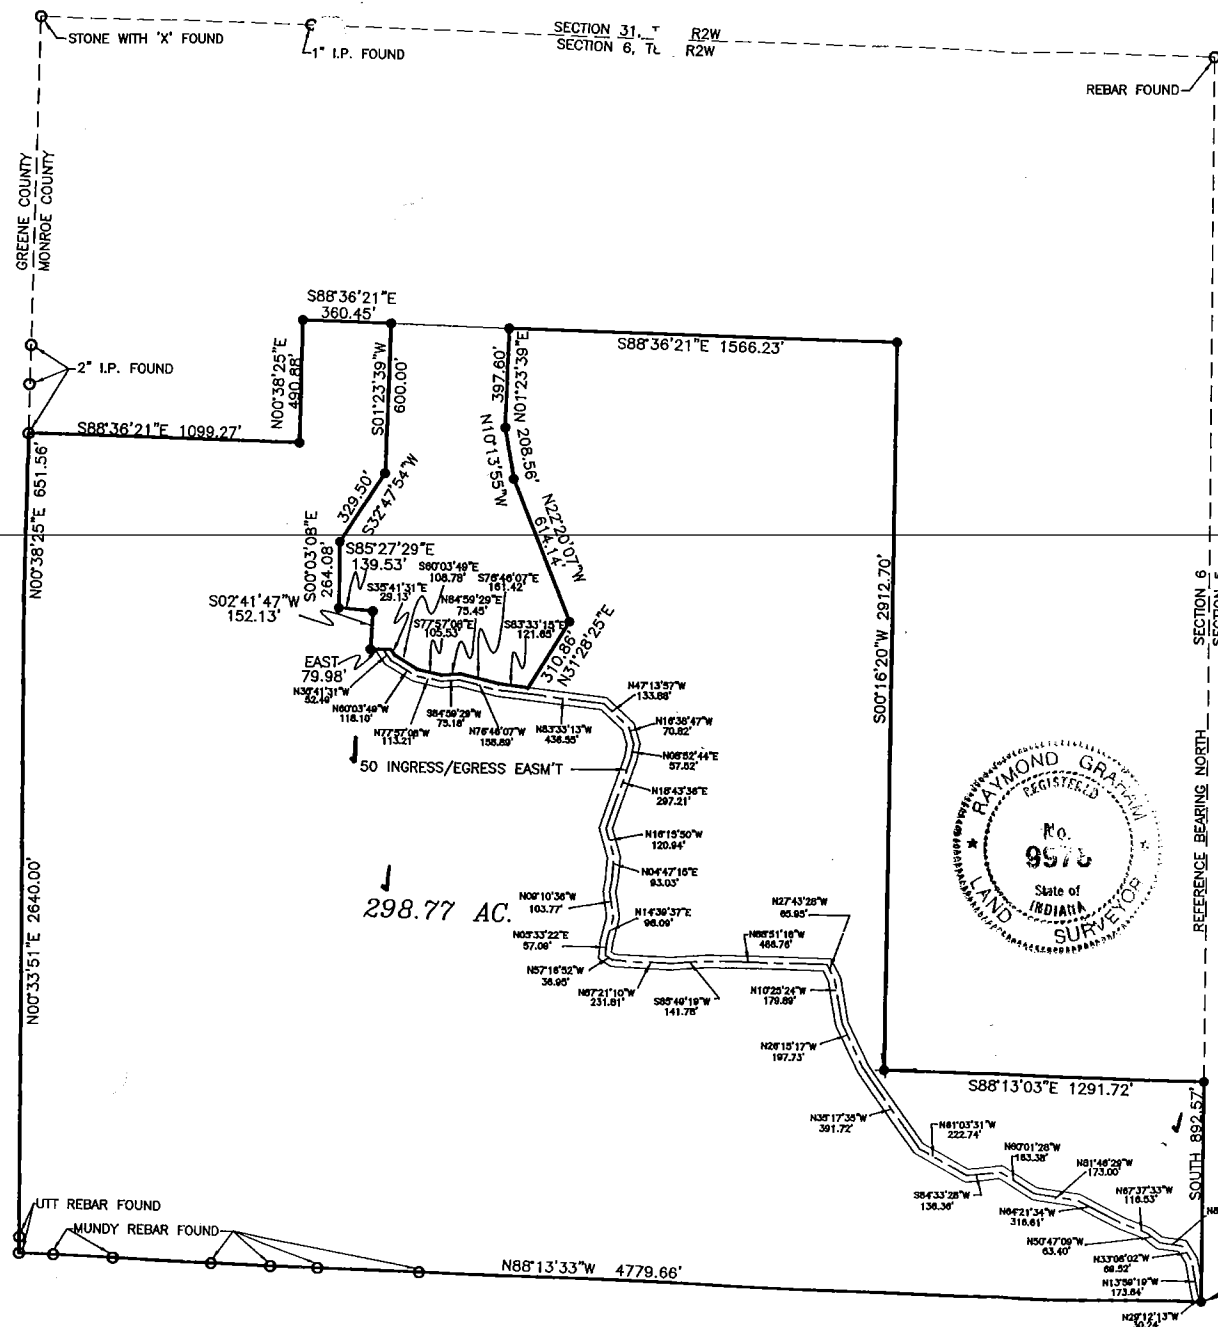 STONE WITH 'X' FOUND
1" I.P. FOUND
SECTION 31, T R2W
SECTION 6, R2W
REBAR FOUND
GREENE COUNTY
MONROE COUNTY
2" I.P. FOUND
S88°36'21"E
360.45'
S88°36'21"E 1566.23'
N00°38'25"E
490.88'
S01°23'39"W
600.00'
397.60'
N01°23'39"E
S88°36'21"E 1099.27'
N10°13'55"W
208.56'
N00°38'25"E 651.56'
329.50'
S32°47'54"W
N22°20'07"W
614.14'
S00°03'08"E
264.08'
S85°27'29"E
139.53'
S60°03'49"E
108.78'
S76°46'07"E
161.42'
S35°41'31"E
29.13'
N84°59'29"E
75.45'
S02°41'47"W
152.13'
S77°57'08"E
105.53'
S83°33'15"E
121.65'
310.86'
N31°28'25"E
S00°16'20"W 2912.70'
SECTION 6
EAST
79.98'
52.49'
N60°03'49"W
118.10'
N77°57'08"W
113.21'
S84°59'29"W
75.18'
N76°46'07"W
158.89'
N83°33'13"W
436.55'
N47°13'57"W
133.88'
N16°38'47"W
70.82'
N08°52'44"E
57.52'
50 INGRESS/EGRESS EASM'T
N18°43'36"E
297.21'
N16°15'50"W
120.94'
N04°47'16"E
93.03'
REFERENCE BEARING NORTH
RAYMOND GRAHAM
REGISTERED
No.
State of
INDIANA
LAND SURVEYOR
298.77 AC.
N09°10'36"W
103.77'
N14°39'37"E
96.09'
N27°43'28"W
65.95'
N05°33'22"E
57.09'
N88°51'18"W
488.76'
N57°16'52"W
36.95'
N87°21'10"W
231.81'
S85°49'19"W
141.78'
N10°25'24"W
179.89'
N00°33'51"E 2640.00'
N26°15'17"W
197.73'
S88°13'03"E 1291.72'
N35°17'35"W
391.72'
N61°03'31"W
222.74'
SOUTH 892.57'
N60°01'28"W
163.38'
N81°46'29"W
173.00'
S84°33'28"W
136.36'
N64°21'34"W
316.61'
N67°37'33"W
116.53'
N50°47'09"W
63.40'
N33°06'02"W
69.52'
N13°59'19"W
173.64'
N29°12'13"W
30.24'
UTT REBAR FOUND
MUNDY REBAR FOUND
N88°13'33"W 4779.66'